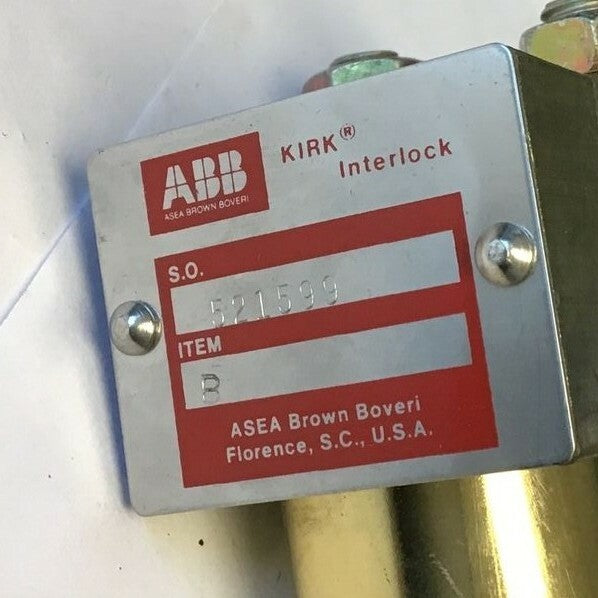 ABB
ASEA BROWN BOVERI
KIRK®
Interlock
S.O.
521599
ITEM
B
ASEA Brown Boveri
Florence, S.C., U.S.A.